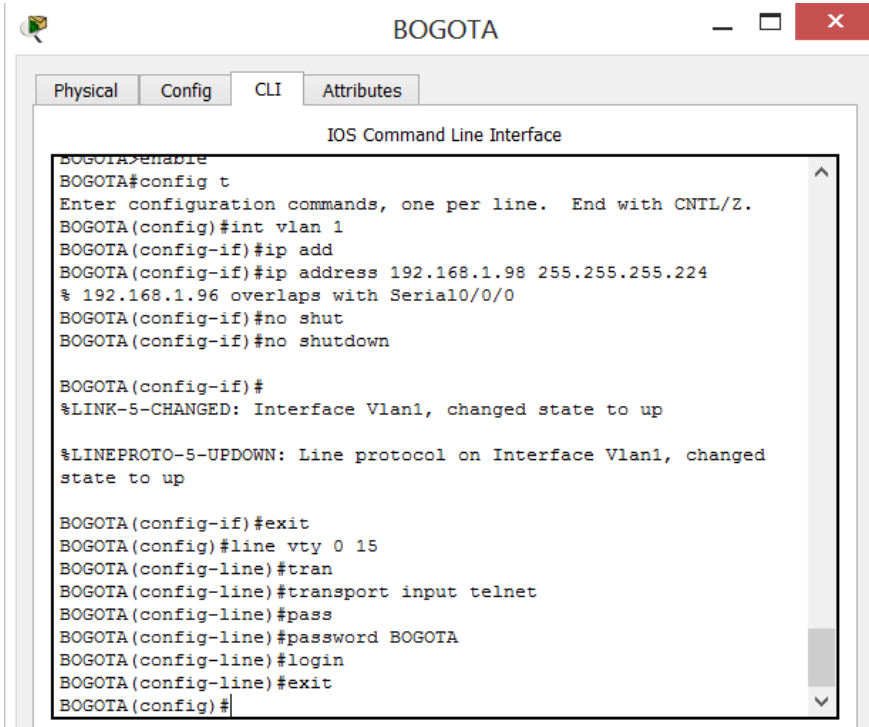 BOGOTA
Physical Config CLI Attributes
IOS Command Line Interface
BOGOTA>enable
BOGOTA#config t
Enter configuration commands, one per line.  End with CNTL/Z.
BOGOTA(config)#int vlan 1
BOGOTA(config-if)#ip add
BOGOTA(config-if)#ip address 192.168.1.98 255.255.255.224
% 192.168.1.96 overlaps with Serial0/0/0
BOGOTA(config-if)#no shut
BOGOTA(config-if)#no shutdown
BOGOTA(config-if)#
%LINK-5-CHANGED: Interface Vlan1, changed state to up
%LINEPROTO-5-UPDOWN: Line protocol on Interface Vlan1, changed
state to up
BOGOTA(config-if)#exit
BOGOTA(config)#line vty 0 15
BOGOTA(config-line)#tran
BOGOTA(config-line)#transport input telnet
BOGOTA(config-line)#pass
BOGOTA(config-line)#password BOGOTA
BOGOTA(config-line)#login
BOGOTA(config-line)#exit
BOGOTA(config)#